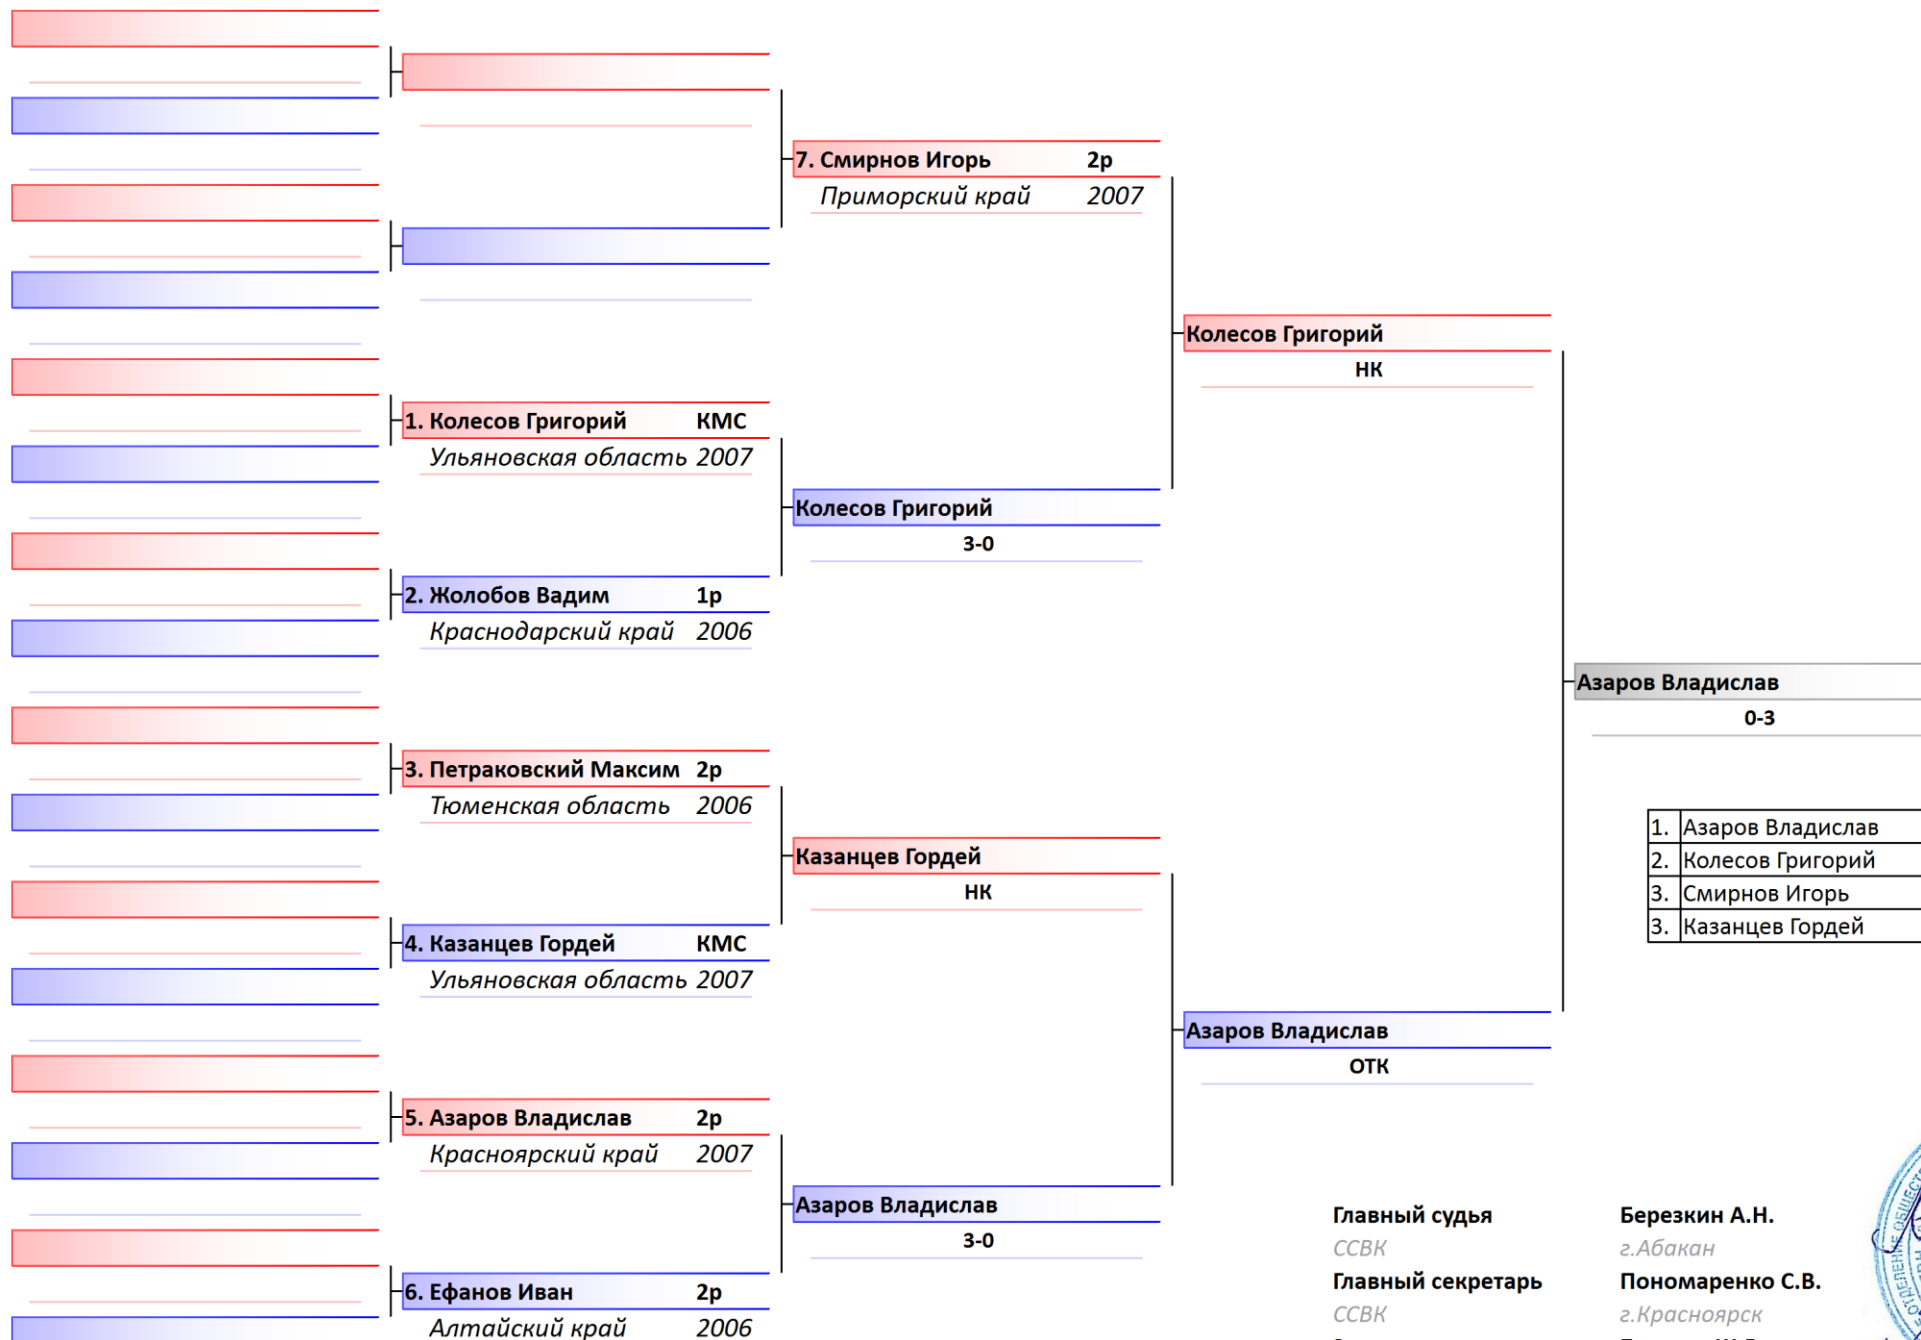 7. Смирнов Игорь 2р
Приморский край 2007
Колесов Григорий
НК
1. Колесов Григорий КМС
Ульяновская область 2007
Колесов Григорий
3-0
2. Жолобов Вадим 1р
Краснодарский край 2006
Азаров Владислав
0-3
3. Петраковский Максим 2р
Тюменская область 2006
Казанцев Гордей
НК
1. Азаров Владислав
2. Колесов Григорий
3. Смирнов Игорь
3. Казанцев Гордей
4. Казанцев Гордей КМС
Ульяновская область 2007
Азаров Владислав
ОТК
5. Азаров Владислав 2р
Красноярский край 2007
Азаров Владислав
3-0
6. Ефанов Иван 2р
Алтайский край 2006
Главный судья Березкин А.Н.
ССВК г.Абакан
Главный секретарь Пономаренко С.В.
ССВК г.Красноярск